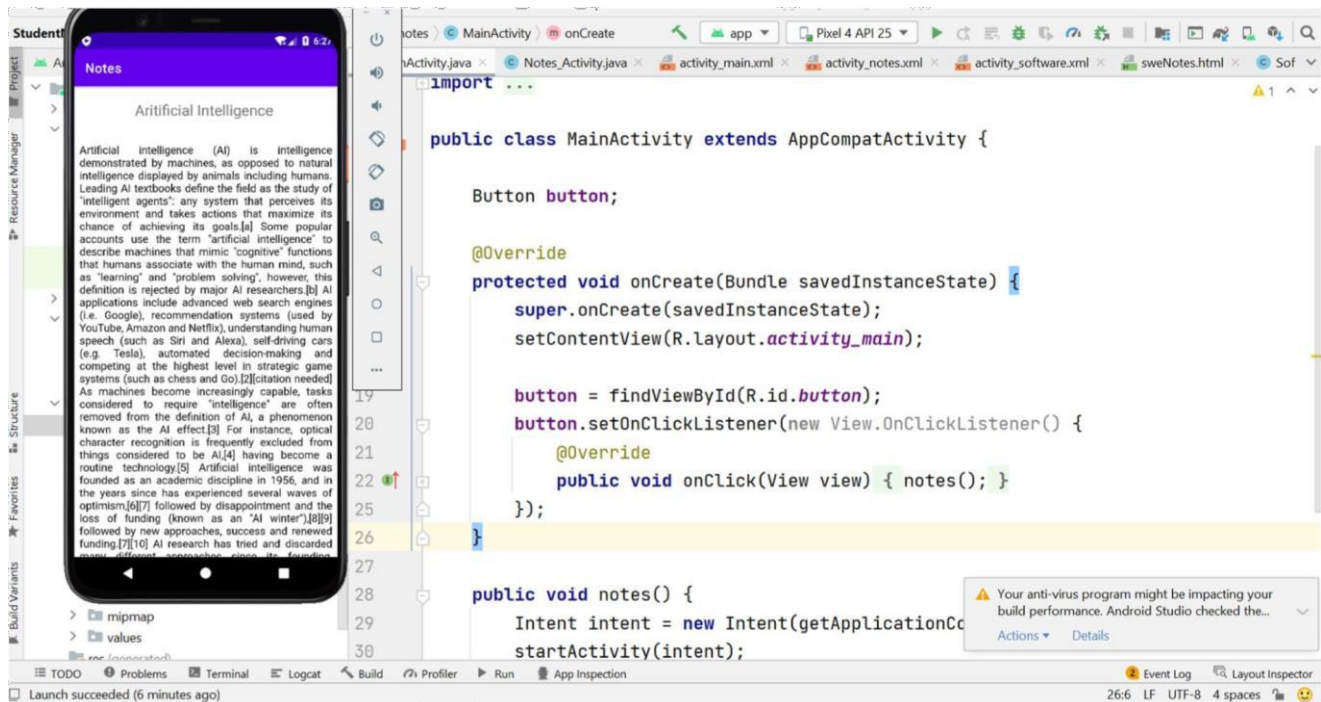 Student
otes MainActivity onCreate app Pixel 4 API 25
Activity.java Notes_Activity.java activity_main.xml activity_notes.xml activity_software.xml sweNotes.html Sof
Project
Resource Manager
Structure
Favorites
Build Variants
6:27
Notes
Aritificial Intelligence
Artificial intelligence (AI) is intelligence
demonstrated by machines, as opposed to natural
intelligence displayed by animals including humans.
Leading AI textbooks define the field as the study of
"intelligent agents": any system that perceives its
environment and takes actions that maximize its
chance of achieving its goals.[a] Some popular
accounts use the term "artificial intelligence" to
describe machines that mimic "cognitive" functions
that humans associate with the human mind, such
as "learning" and "problem solving", however, this
definition is rejected by major AI researchers.[b] AI
applications include advanced web search engines
(i.e. Google), recommendation systems (used by
YouTube, Amazon and Netflix), understanding human
speech (such as Siri and Alexa), self-driving cars
(e.g. Tesla), automated decision-making and
competing at the highest level in strategic game
systems (such as chess and Go).[2][citation needed]
As machines become increasingly capable, tasks
considered to require "intelligence" are often
removed from the definition of AI, a phenomenon
known as the AI effect.[3] For instance, optical
character recognition is frequently excluded from
things considered to be AI,[4] having become a
routine technology.[5] Artificial intelligence was
founded as an academic discipline in 1956, and in
the years since has experienced several waves of
optimism,[6][7] followed by disappointment and the
loss of funding (known as an "AI winter"),[8][9]
followed by new approaches, success and renewed
funding.[7][10] AI research has tried and discarded
many different approaches since its founding,
mipmap
values
res (generated)
import ...
1
public class MainActivity extends AppCompatActivity {
Button button;
@Override
protected void onCreate(Bundle savedInstanceState) {
super.onCreate(savedInstanceState);
setContentView(R.layout.activity_main);
19 button = findViewById(R.id.button);
20 button.setOnClickListener(new View.OnClickListener() {
21 @Override
22 public void onClick(View view) { notes(); }
25 });
26 }
27
28 public void notes() {
29 Intent intent = new Intent(getApplicationCo
30 startActivity(intent);
Your anti-virus program might be impacting your
build performance. Android Studio checked the...
Actions Details
TODO Problems Terminal Logcat Build Profiler Run App Inspection 2 Event Log Layout Inspector
Launch succeeded (6 minutes ago) 26:6 LF UTF-8 4 spaces